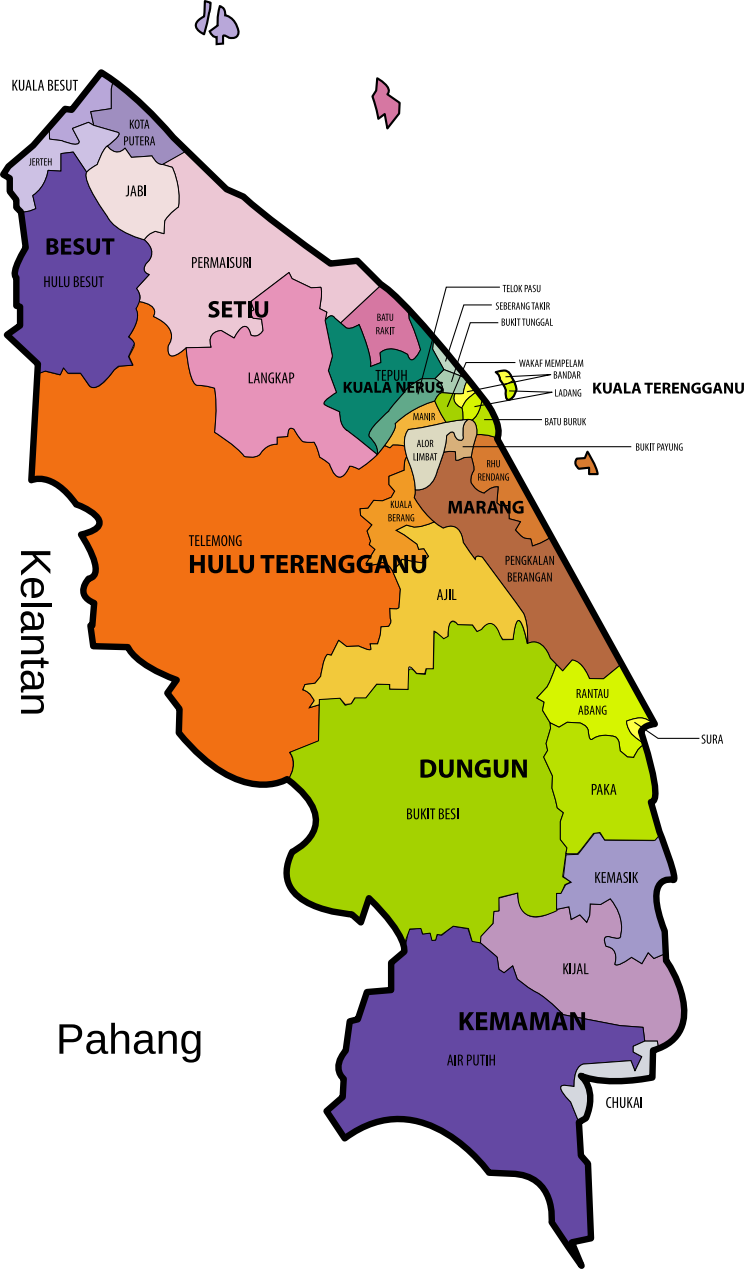 KUALA BESUT
KOTA
PUTERA
JERTEH
JABI
BESUT
HULU BESUT
PERMAISURI
SETIU
LANGKAP
BATU
RAKIT
TELOK PASU
SEBERANG TAKIR
BUKIT TUNGGAL
WAKAF MEMPELAM
BANDAR
LADANG
KUALA TERENGGANU
TEPUH
KUALA NERUS
MANIR
BATU BURUK
ALOR
LIMBAT
BUKIT PAYUNG
RHU
RENDANG
KUALA
BERANG
MARANG
TELEMONG
HULU TERENGGANU
PENGKALAN
BERANGAN
AJIL
Kelantan
RANTAU
ABANG
SURA
DUNGUN
PAKA
BUKIT BESI
KEMASIK
KIJAL
KEMAMAN
Pahang
AIR PUTIH
CHUKAI